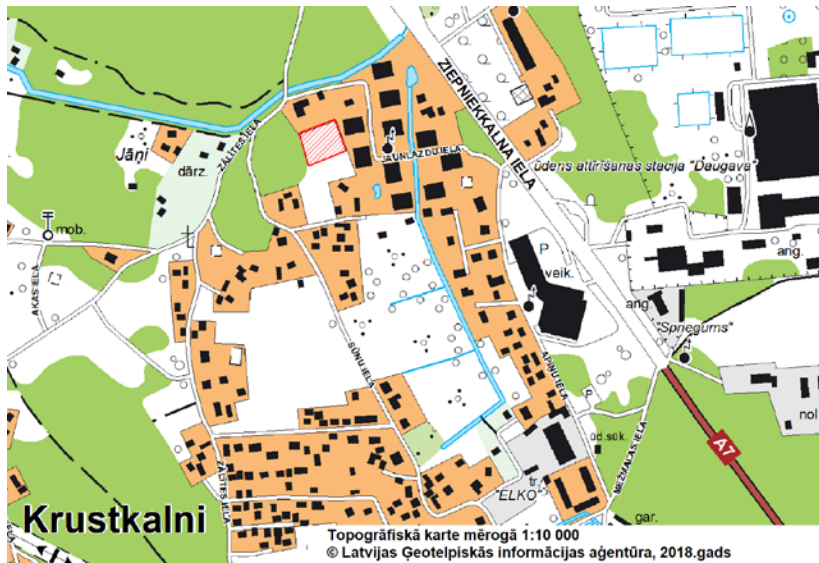 ZIEPNIEKKALNA IELA
ZĀLĪTES IELA
Jāņi
dārz.
JAUNLAZDU IELA
ūdens attīrīšanas stacija "Daugava"
mob.
AKAS IELA
P
veik.
ang.
ang.
"Spriegums"
SŪNU IELA
APIŅU IELA
P
A7
nol.
ūd.sūk.
MEŽMALAS IELA
ZĀLĪTES IELA
tr.
"ELKO"
gar.
Krustkalni
Topogrāfiskā karte mērogā 1:10 000
© Latvijas Ģeotelpiskās informācijas aģentūra, 2018.gads